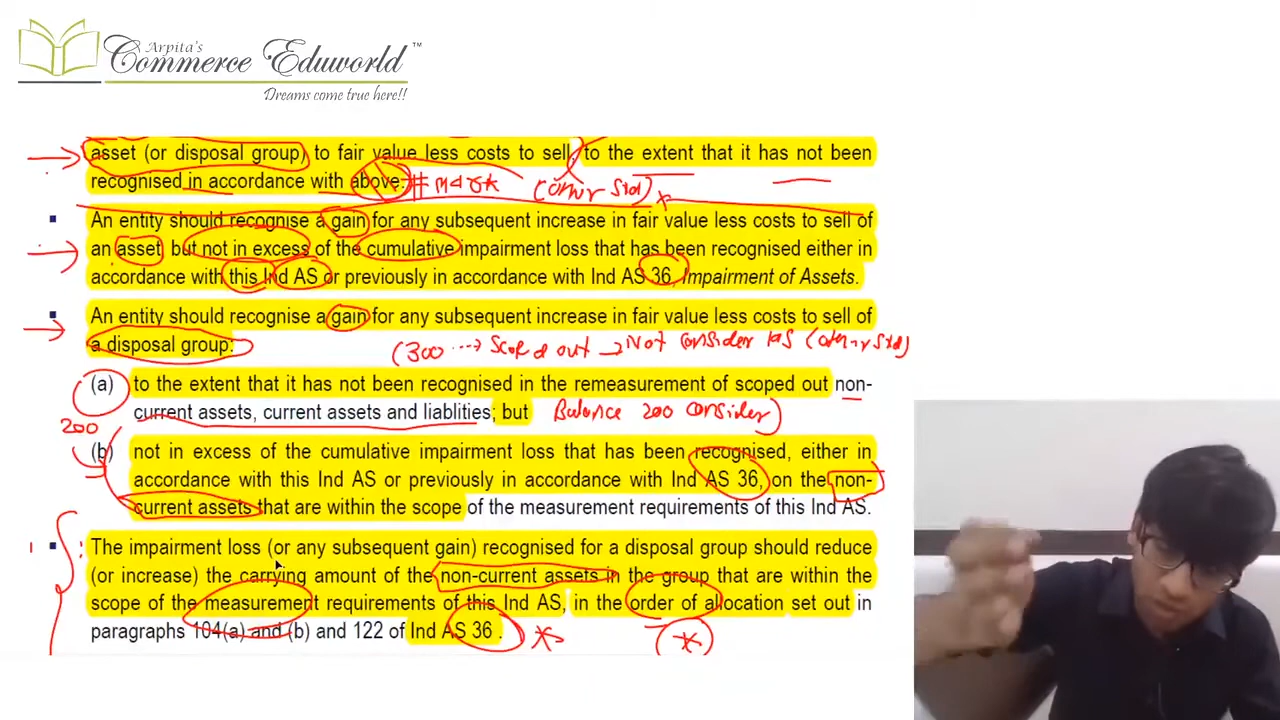 Arpita's
Commerce Eduworld™
Dreams come true here!!
asset (or disposal group) to fair value less costs to sell, to the extent that it has not been
recognised in accordance with above. (other std)
▪ An entity should recognise a gain for any subsequent increase in fair value less costs to sell of
an asset but not in excess of the cumulative impairment loss that has been recognised either in
accordance with this Ind AS or previously in accordance with Ind AS 36, Impairment of Assets.
▪ An entity should recognise a gain for any subsequent increase in fair value less costs to sell of
a disposal group:
(300 ---> Scoped out → Not consider (other std)
(a) to the extent that it has not been recognised in the remeasurement of scoped out non-
current assets, current assets and liablities; but Balance 200 consider)
200
(b) not in excess of the cumulative impairment loss that has been recognised, either in
accordance with this Ind AS or previously in accordance with Ind AS 36, on the non-
current assets that are within the scope of the measurement requirements of this Ind AS.
▪ The impairment loss (or any subsequent gain) recognised for a disposal group should reduce
(or increase) the carrying amount of the non-current assets in the group that are within the
scope of the measurement requirements of this Ind AS, in the order of allocation set out in
paragraphs 104(a) and (b) and 122 of Ind AS 36 .